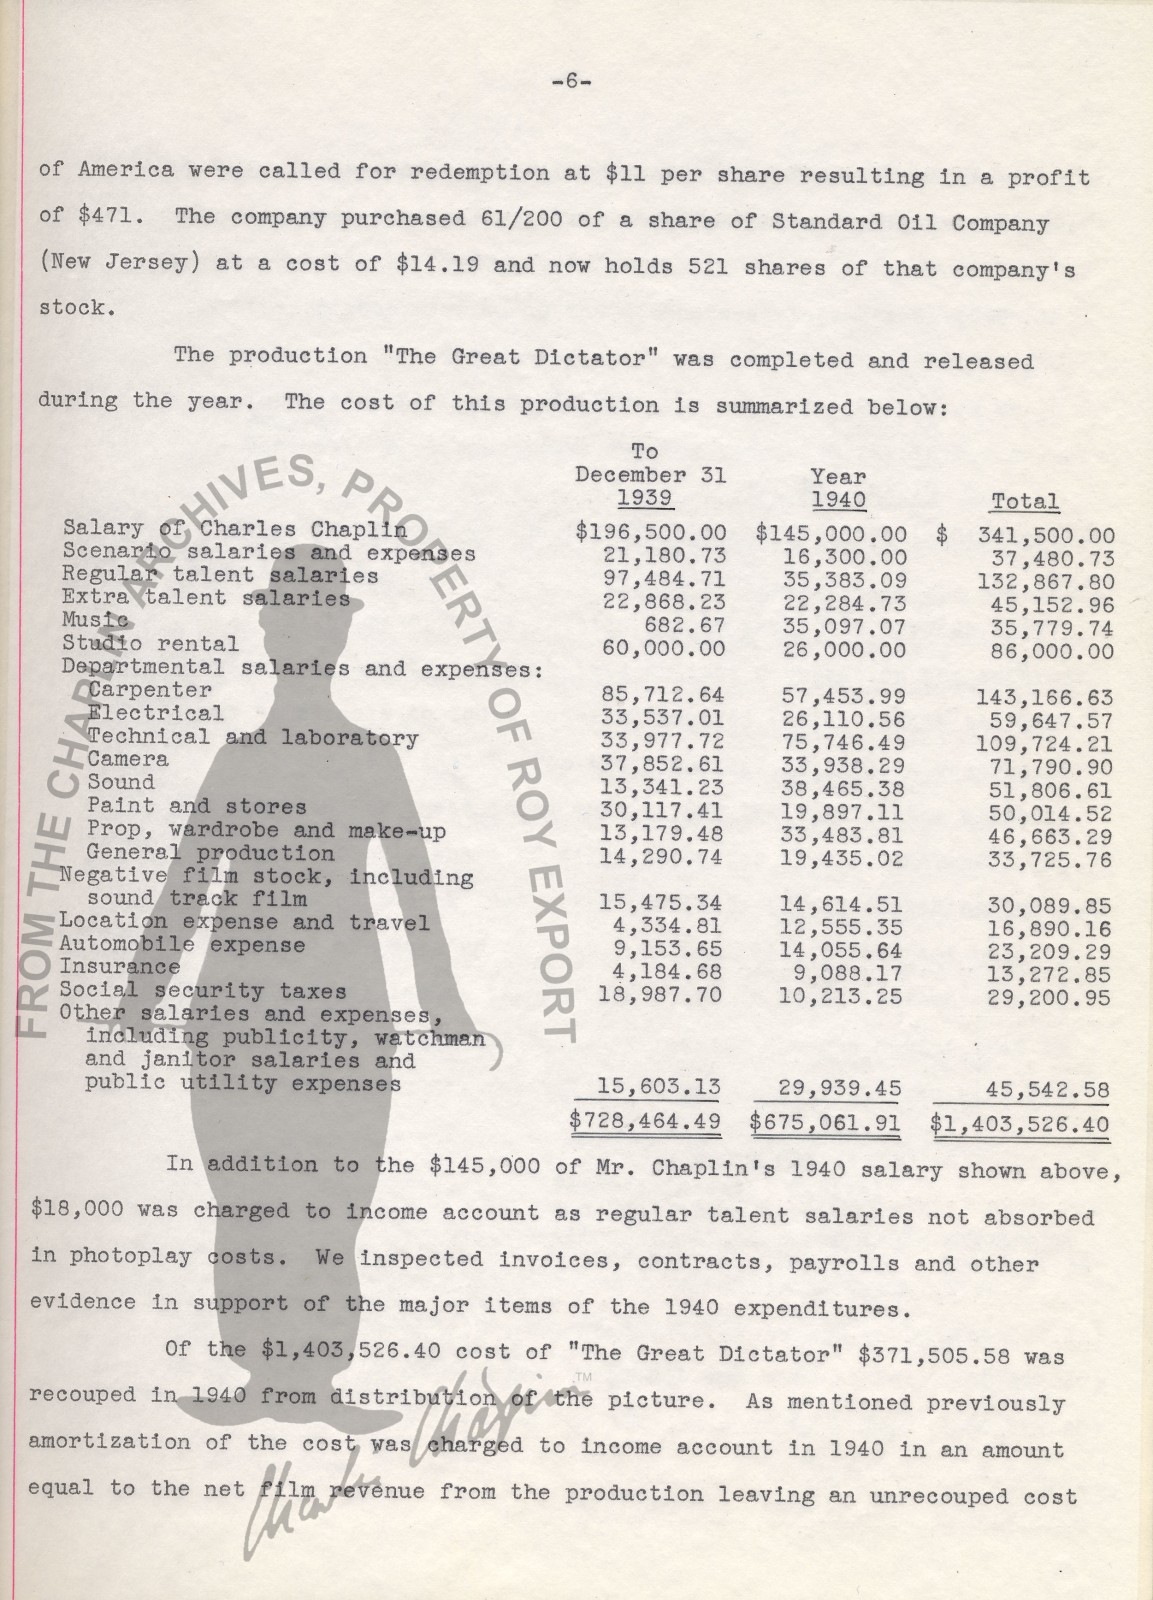 -6-
of America were called for redemption at $11 per share resulting in a profit
of $471. The company purchased 61/200 of a share of Standard Oil Company
(New Jersey) at a cost of $14.19 and now holds 521 shares of that company's
stock.
The production "The Great Dictator" was completed and released
during the year. The cost of this production is summarized below:
To
December 31 Year
1939 1940 Total
Salary of Charles Chaplin $196,500.00 $145,000.00 $ 341,500.00
Scenario salaries and expenses 21,180.73 16,300.00 37,480.73
Regular talent salaries 97,484.71 35,383.09 132,867.80
Extra talent salaries 22,868.23 22,284.73 45,152.96
Music 682.67 35,097.07 35,779.74
Studio rental 60,000.00 26,000.00 86,000.00
Departmental salaries and expenses:
Carpenter 85,712.64 57,453.99 143,166.63
Electrical 33,537.01 26,110.56 59,647.57
Technical and laboratory 33,977.72 75,746.49 109,724.21
Camera 37,852.61 33,938.29 71,790.90
Sound 13,341.23 38,465.38 51,806.61
Paint and stores 30,117.41 19,897.11 50,014.52
Prop, wardrobe and make-up 13,179.48 33,483.81 46,663.29
General production 14,290.74 19,435.02 33,725.76
Negative film stock, including
sound track film 15,475.34 14,614.51 30,089.85
Location expense and travel 4,334.81 12,555.35 16,890.16
Automobile expense 9,153.65 14,055.64 23,209.29
Insurance 4,184.68 9,088.17 13,272.85
Social security taxes 18,987.70 10,213.25 29,200.95
Other salaries and expenses,
including publicity, watchman
and janitor salaries and
public utility expenses 15,603.13 29,939.45 45,542.58
$728,464.49 $675,061.91 $1,403,526.40
In addition to the $145,000 of Mr. Chaplin's 1940 salary shown above,
$18,000 was charged to income account as regular talent salaries not absorbed
in photoplay costs. We inspected invoices, contracts, payrolls and other
evidence in support of the major items of the 1940 expenditures.
Of the $1,403,526.40 cost of "The Great Dictator" $371,505.58 was
recouped in 1940 from distribution of the picture. As mentioned previously
amortization of the cost was charged to income account in 1940 in an amount
equal to the net film revenue from the production leaving an unrecouped cost
FROM THE CHAPLIN ARCHIVES, PROPERTY OF ROY EXPORT
Charles Chaplin TM